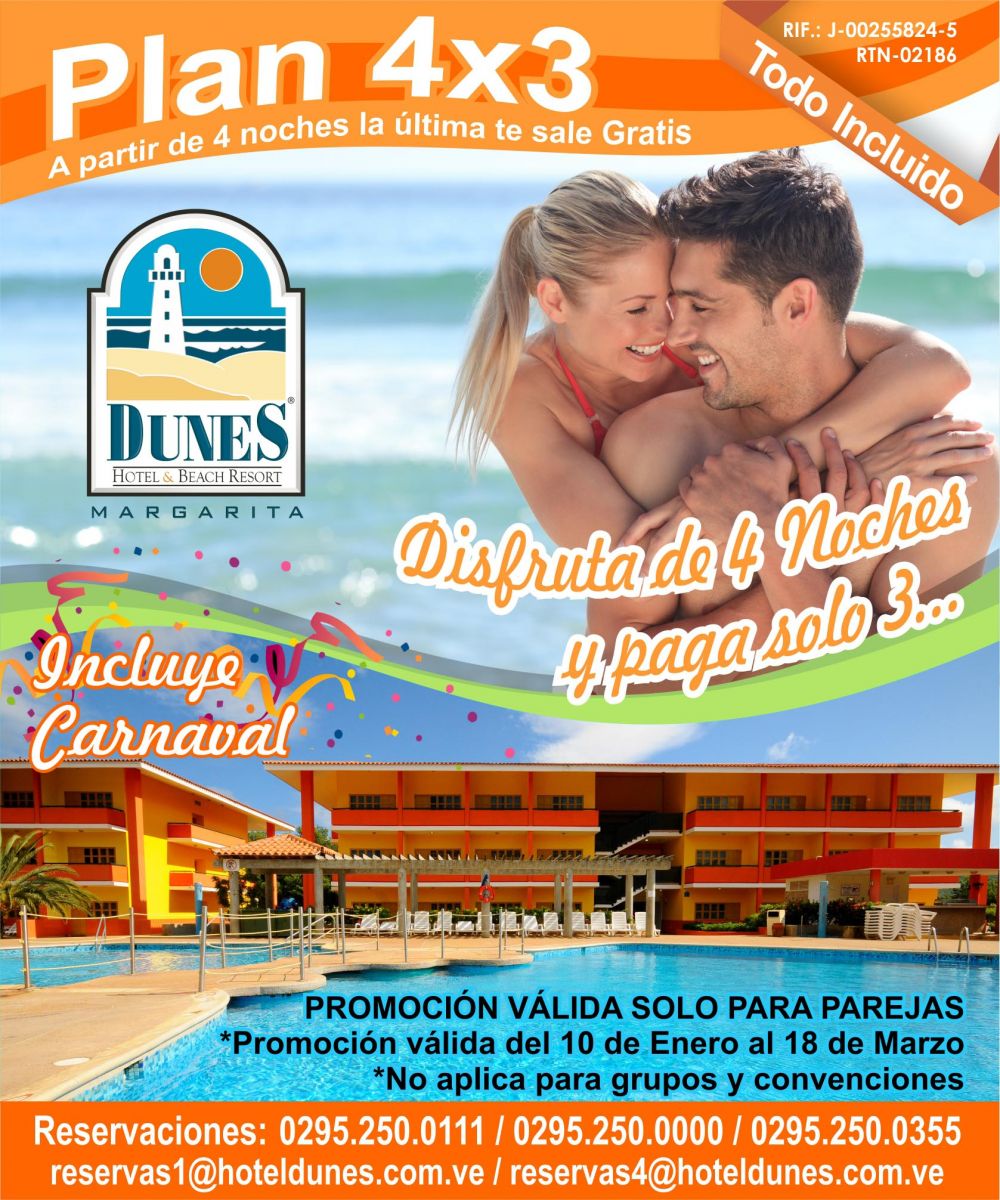 Plan 4x3
A partir de 4 noches la última te sale Gratis
RIF.: J-00255824-5
RTN-02186
Todo Incluido
DUNES®
HOTEL & BEACH RESORT
MARGARITA
Disfruta de 4 Noches
y paga solo 3...
Incluye
Carnaval
PROMOCIÓN VÁLIDA SOLO PARA PAREJAS
*Promoción válida del 10 de Enero al 18 de Marzo
*No aplica para grupos y convenciones
Reservaciones: 0295.250.0111 / 0295.250.0000 / 0295.250.0355
reservas1@hoteldunes.com.ve / reservas4@hoteldunes.com.ve